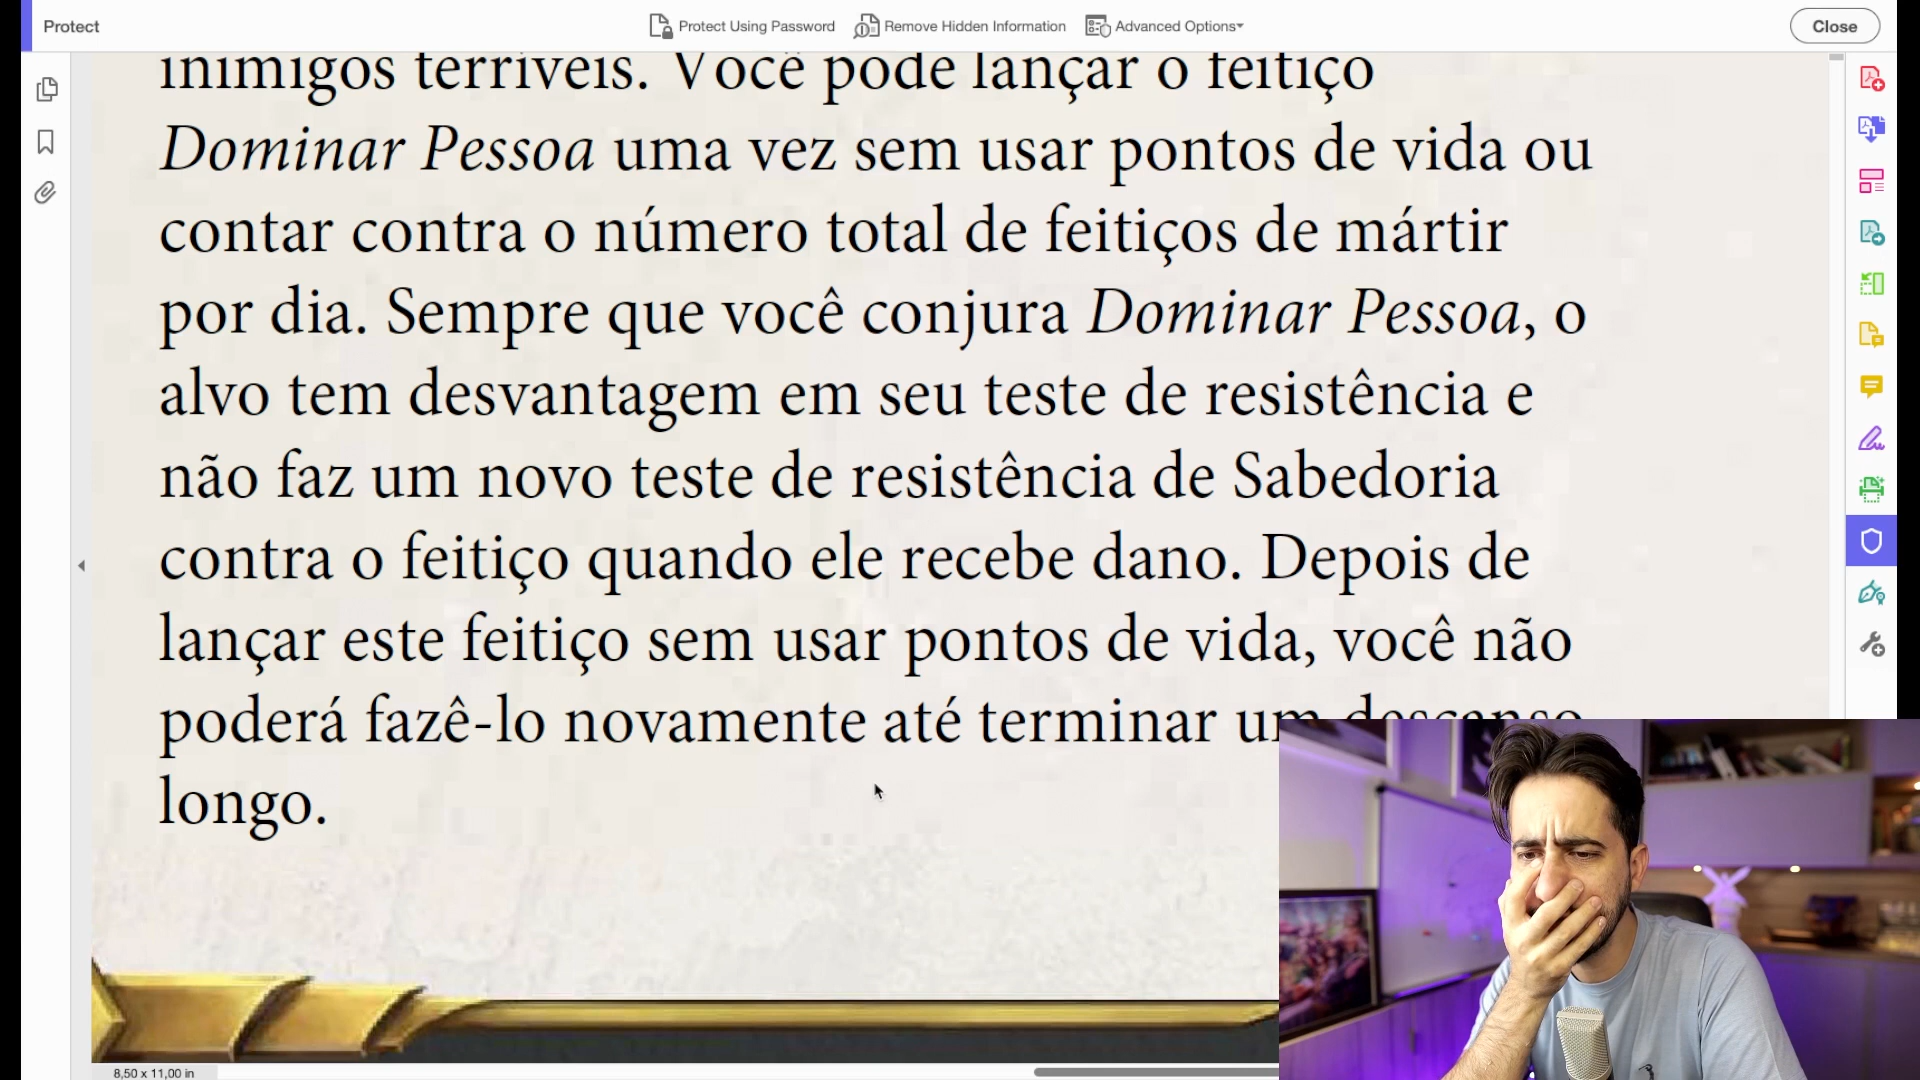 Protect
Protect Using Password
Remove Hidden Information
Advanced Options
Close
inimigos terríveis. Você pode lançar o feitiço
Dominar Pessoa uma vez sem usar pontos de vida ou
contar contra o número total de feitiços de mártir
por dia. Sempre que você conjura Dominar Pessoa, o
alvo tem desvantagem em seu teste de resistência e
não faz um novo teste de resistência de Sabedoria
contra o feitiço quando ele recebe dano. Depois de
lançar este feitiço sem usar pontos de vida, você não
poderá fazê-lo novamente até terminar um descanso
longo.
8,50 x 11,00 in